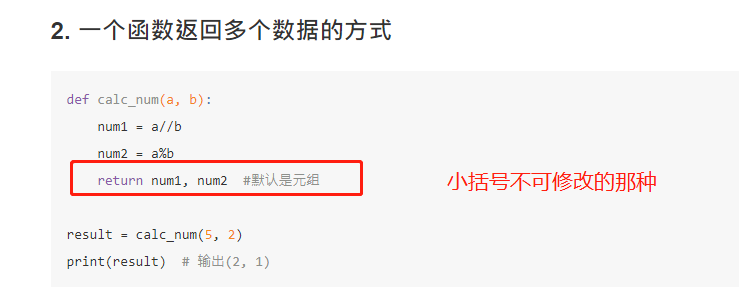 2. 一个函数返回多个数据的方式
def calc_num(a, b):
    num1 = a//b
    num2 = a%b
    return num1, num2  #默认是元组
小括号不可修改的那种
result = calc_num(5, 2)
print(result)  # 输出(2, 1)